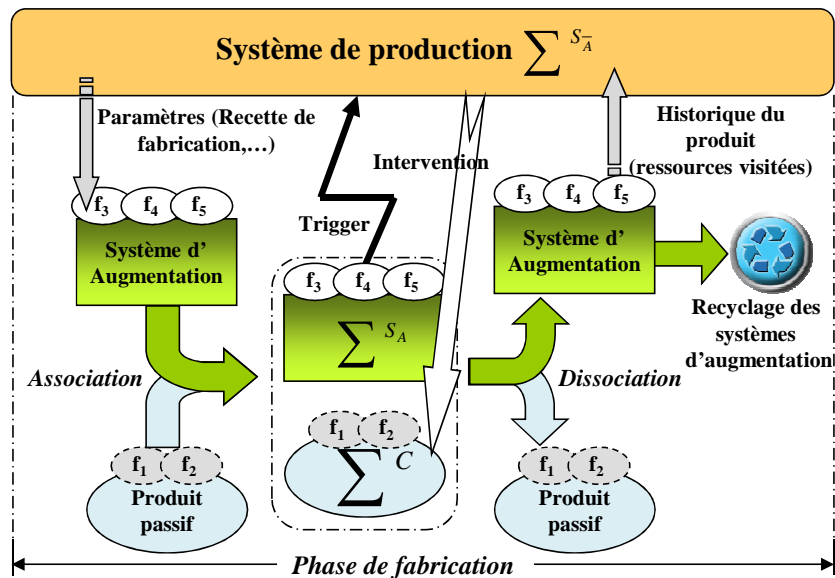 Système de production ∑ S_A̅
Paramètres (Recette de
fabrication,…)
Historique du
produit
(ressources visitées)
Intervention
Trigger
f3 f4 f5
Système d'
Augmentation
f3 f4 f5
∑ S_A
f3 f4 f5
Système d'
Augmentation
Recyclage des
systèmes
d'augmentation
Association
Dissociation
f1 f2
Produit
passif
f1 f2
∑ C
f1 f2
Produit
passif
Phase de fabrication